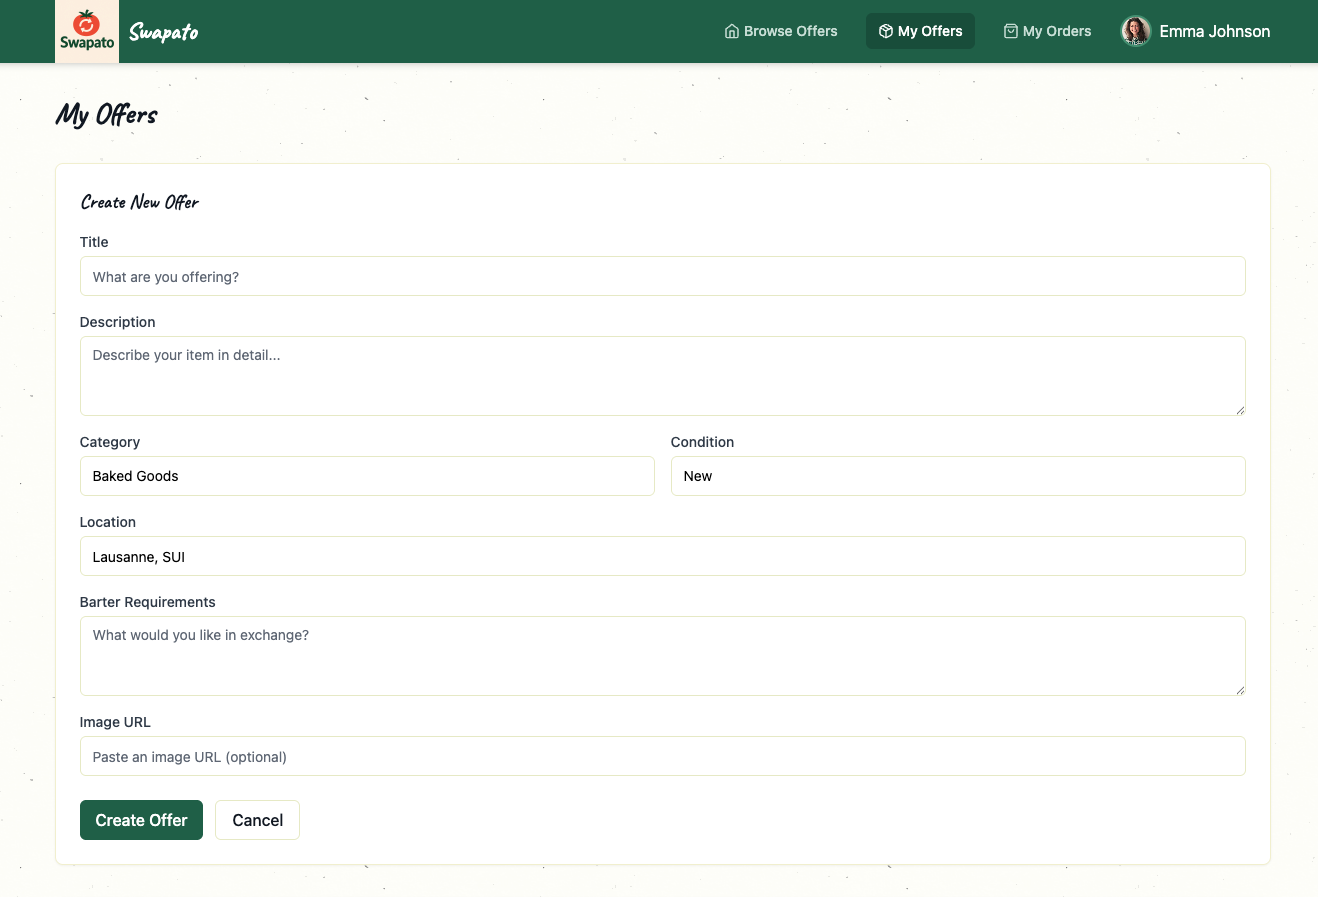 Swapato
Swapato
Browse Offers
My Offers
My Orders
Emma Johnson
My Offers
Create New Offer
Title
What are you offering?
Description
Describe your item in detail...
Category
Condition
Baked Goods
New
Location
Lausanne, SUI
Barter Requirements
What would you like in exchange?
Image URL
Paste an image URL (optional)
Create Offer
Cancel